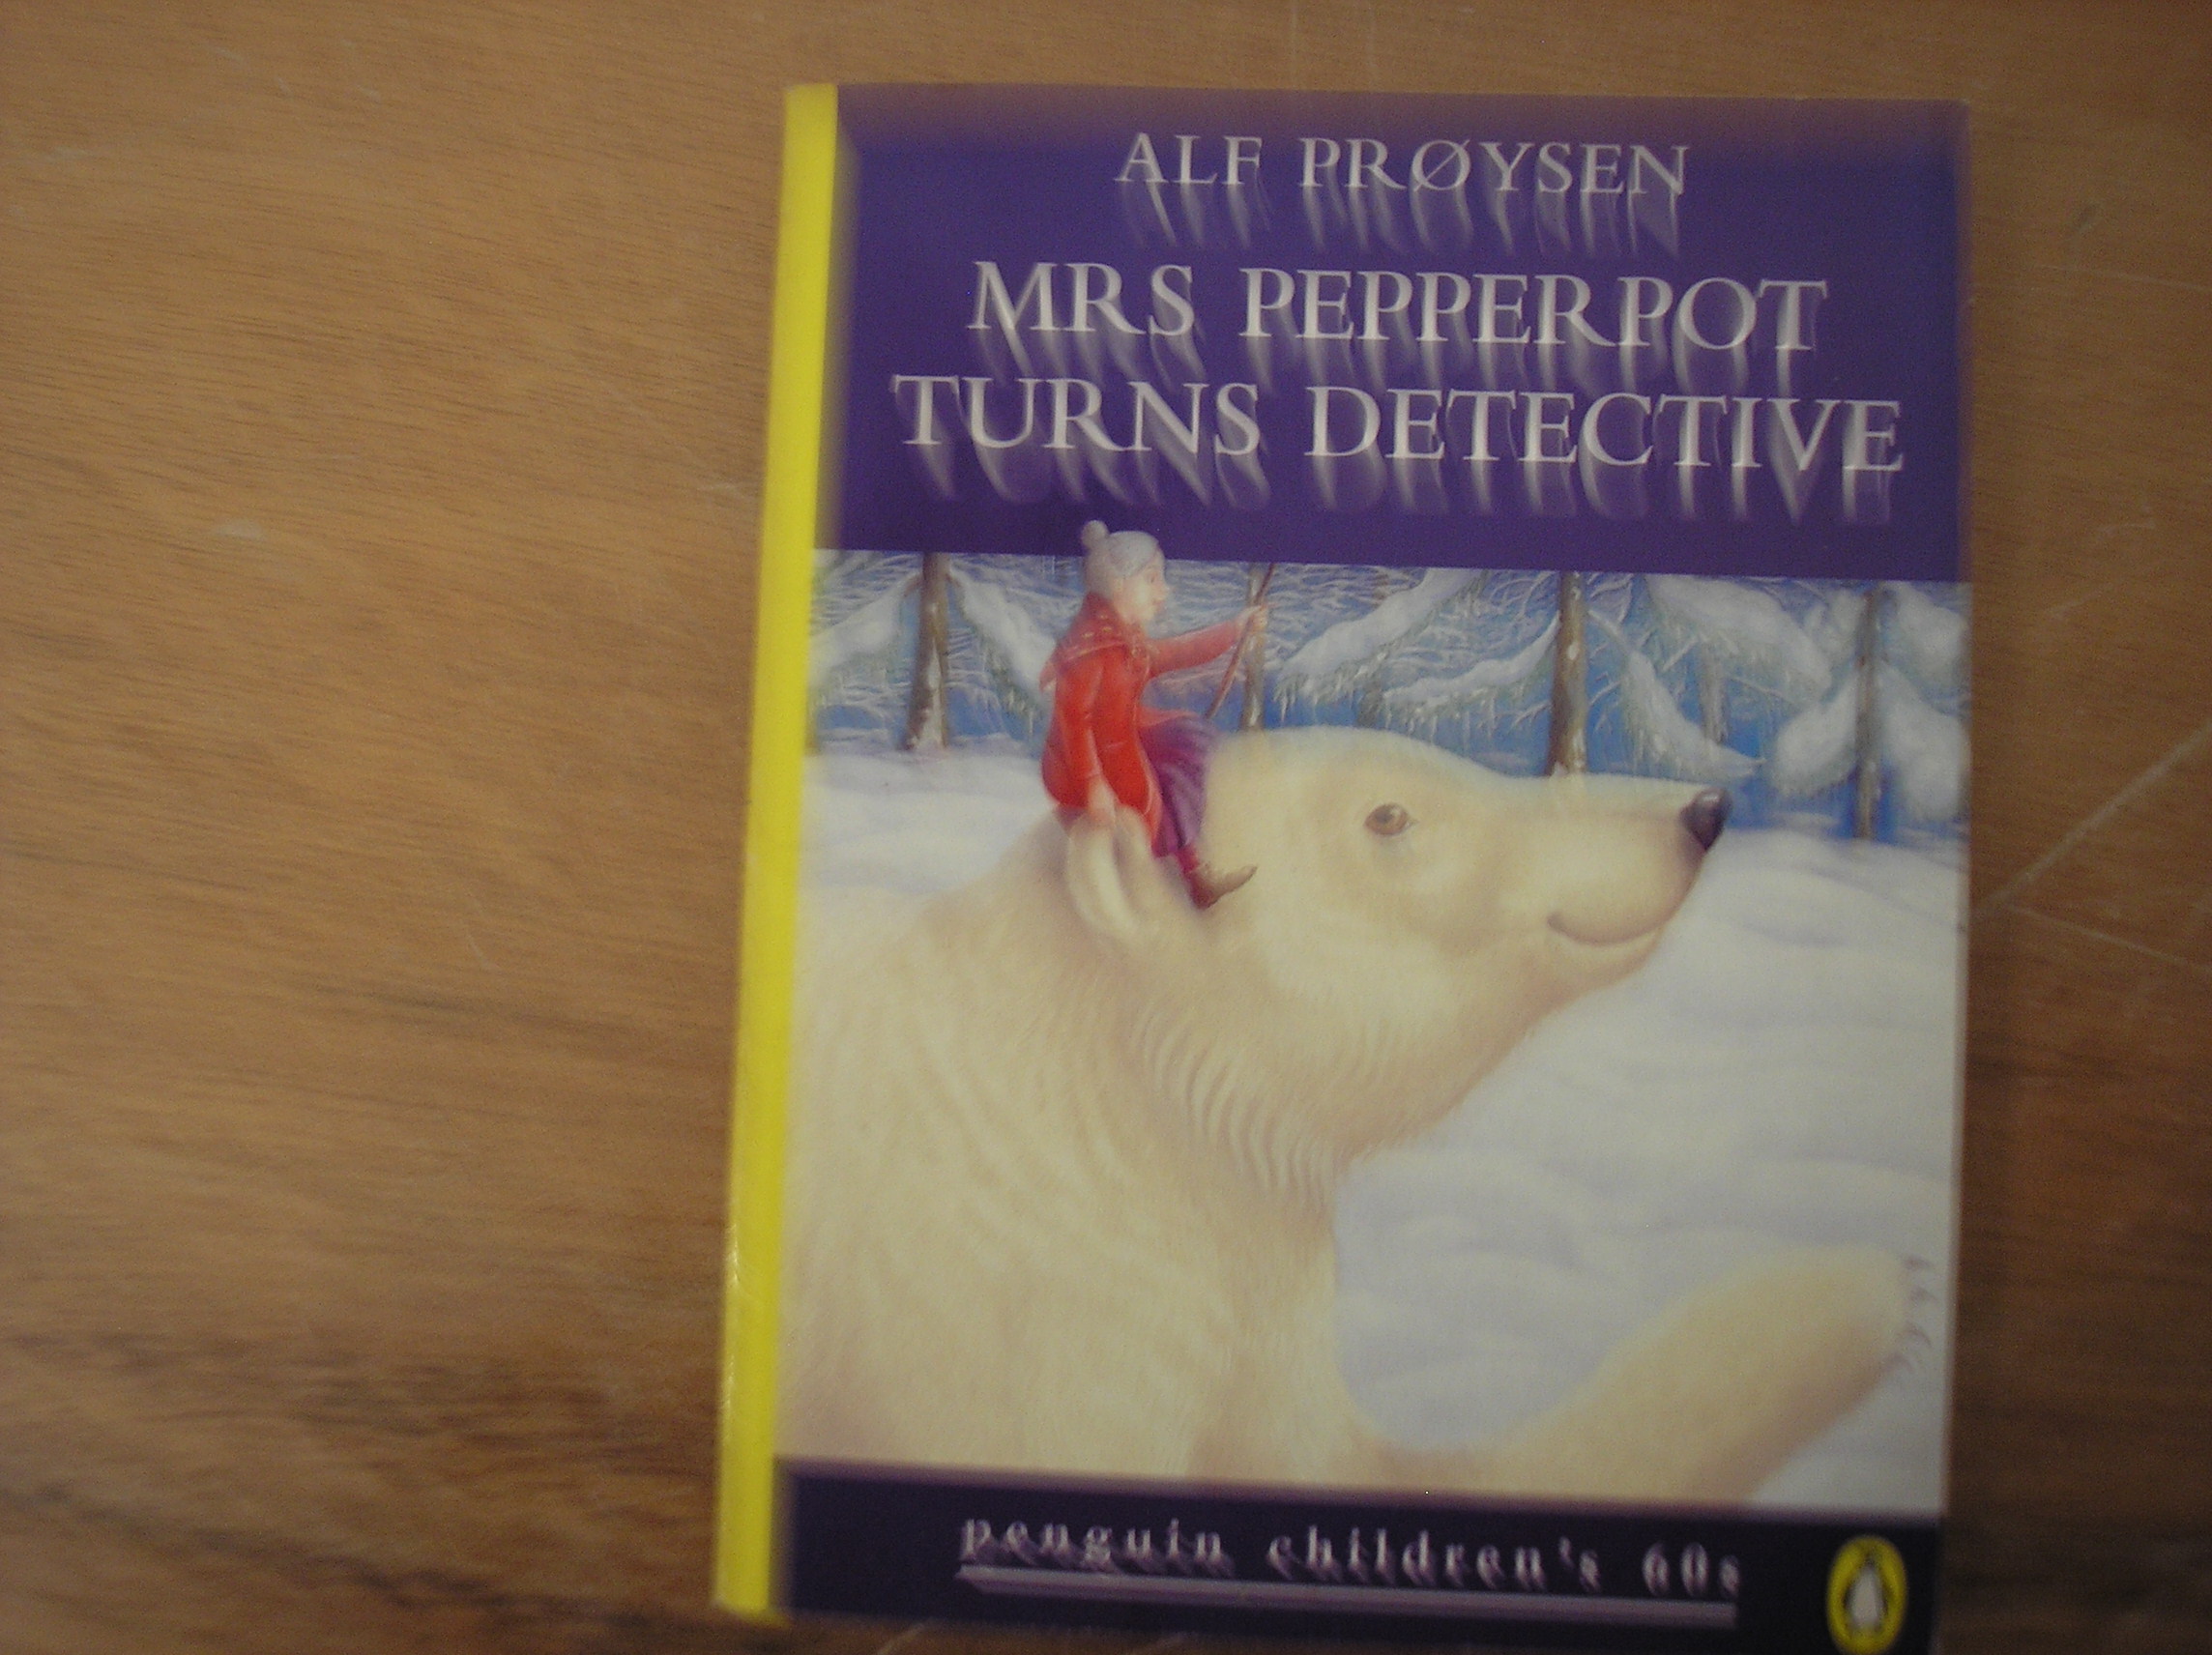 ALF PRØYSEN
MRS PEPPERPOT
TURNS DETECTIVE
penguin children's 60s